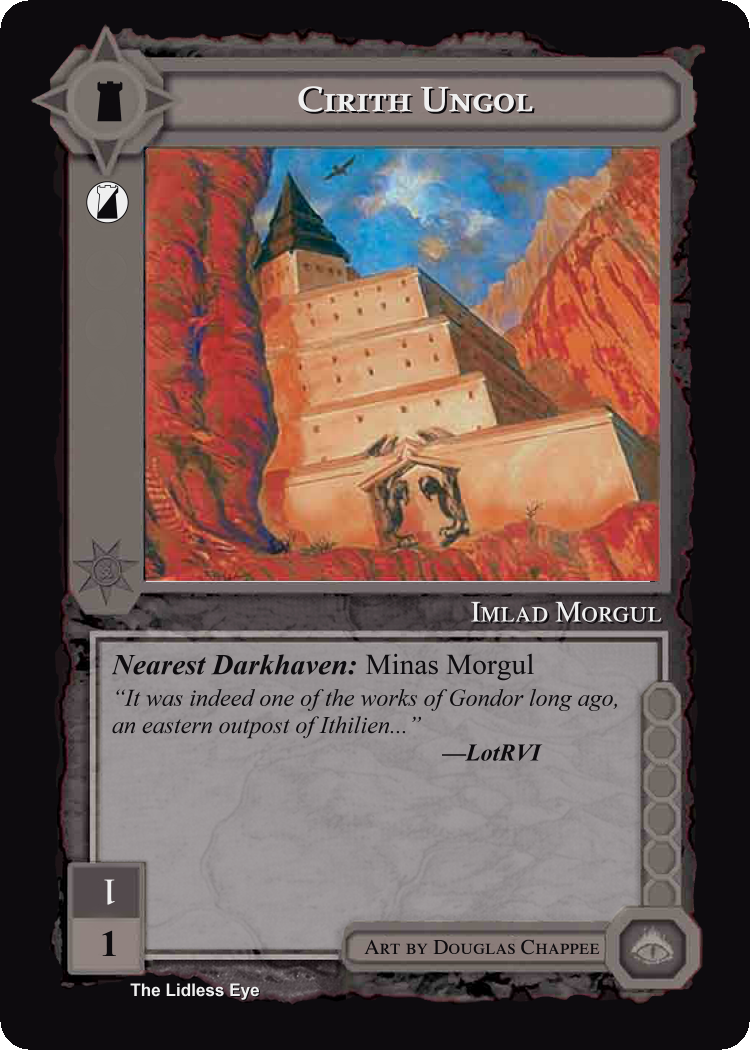 Cirith Ungol
Imlad Morgul
Nearest Darkhaven: Minas Morgul
“It was indeed one of the works of Gondor long ago,
an eastern outpost of Ithilien...”
—LotRVI
1
1
Art by Douglas Chappee
The Lidless Eye